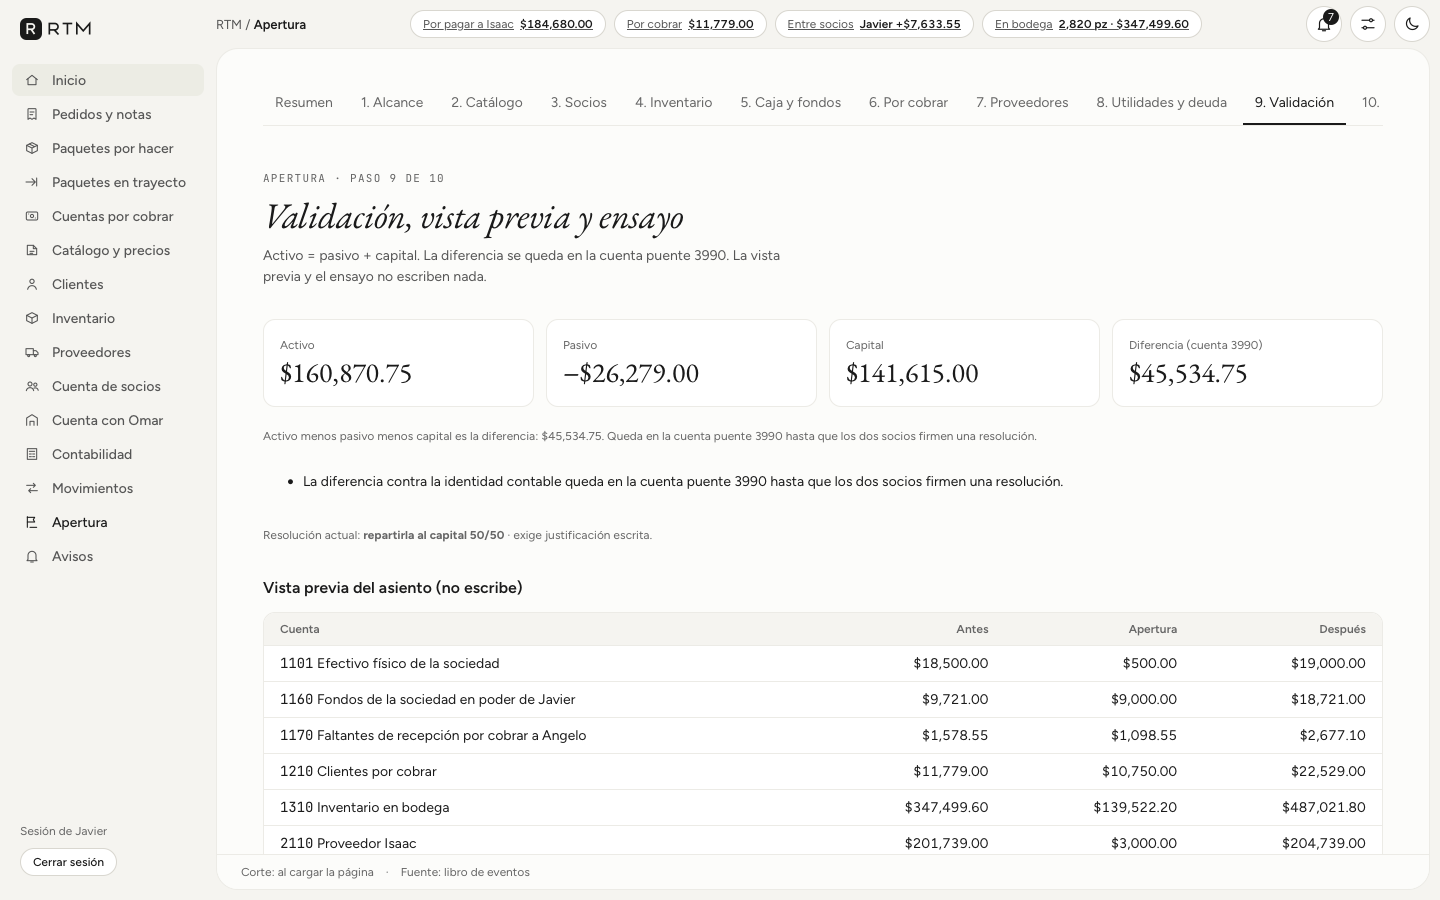 R RTM
RTM / Apertura
Por pagar a Isaac $184,680.00
Por cobrar $11,779.00
Entre socios Javier +$7,633.55
En bodega 2,820 pz · $347,499.60
7
Inicio
Pedidos y notas
Paquetes por hacer
Paquetes en trayecto
Cuentas por cobrar
Catálogo y precios
Clientes
Inventario
Proveedores
Cuenta de socios
Cuenta con Omar
Contabilidad
Movimientos
Apertura
Avisos
Sesión de Javier
Cerrar sesión
Resumen 1. Alcance 2. Catálogo 3. Socios 4. Inventario 5. Caja y fondos 6. Por cobrar 7. Proveedores 8. Utilidades y deuda 9. Validación 10.
APERTURA · PASO 9 DE 10
Validación, vista previa y ensayo
Activo = pasivo + capital. La diferencia se queda en la cuenta puente 3990. La vista
previa y el ensayo no escriben nada.
Activo
$160,870.75
Pasivo
−$26,279.00
Capital
$141,615.00
Diferencia (cuenta 3990)
$45,534.75
Activo menos pasivo menos capital es la diferencia: $45,534.75. Queda en la cuenta puente 3990 hasta que los dos socios firmen una resolución.
• La diferencia contra la identidad contable queda en la cuenta puente 3990 hasta que los dos socios firmen una resolución.
Resolución actual: repartirla al capital 50/50 · exige justificación escrita.
Vista previa del asiento (no escribe)
Cuenta Antes Apertura Después
1101 Efectivo físico de la sociedad $18,500.00 $500.00 $19,000.00
1160 Fondos de la sociedad en poder de Javier $9,721.00 $9,000.00 $18,721.00
1170 Faltantes de recepción por cobrar a Angelo $1,578.55 $1,098.55 $2,677.10
1210 Clientes por cobrar $11,779.00 $10,750.00 $22,529.00
1310 Inventario en bodega $347,499.60 $139,522.20 $487,021.80
2110 Proveedor Isaac $201,739.00 $3,000.00 $204,739.00
Corte: al cargar la página · Fuente: libro de eventos